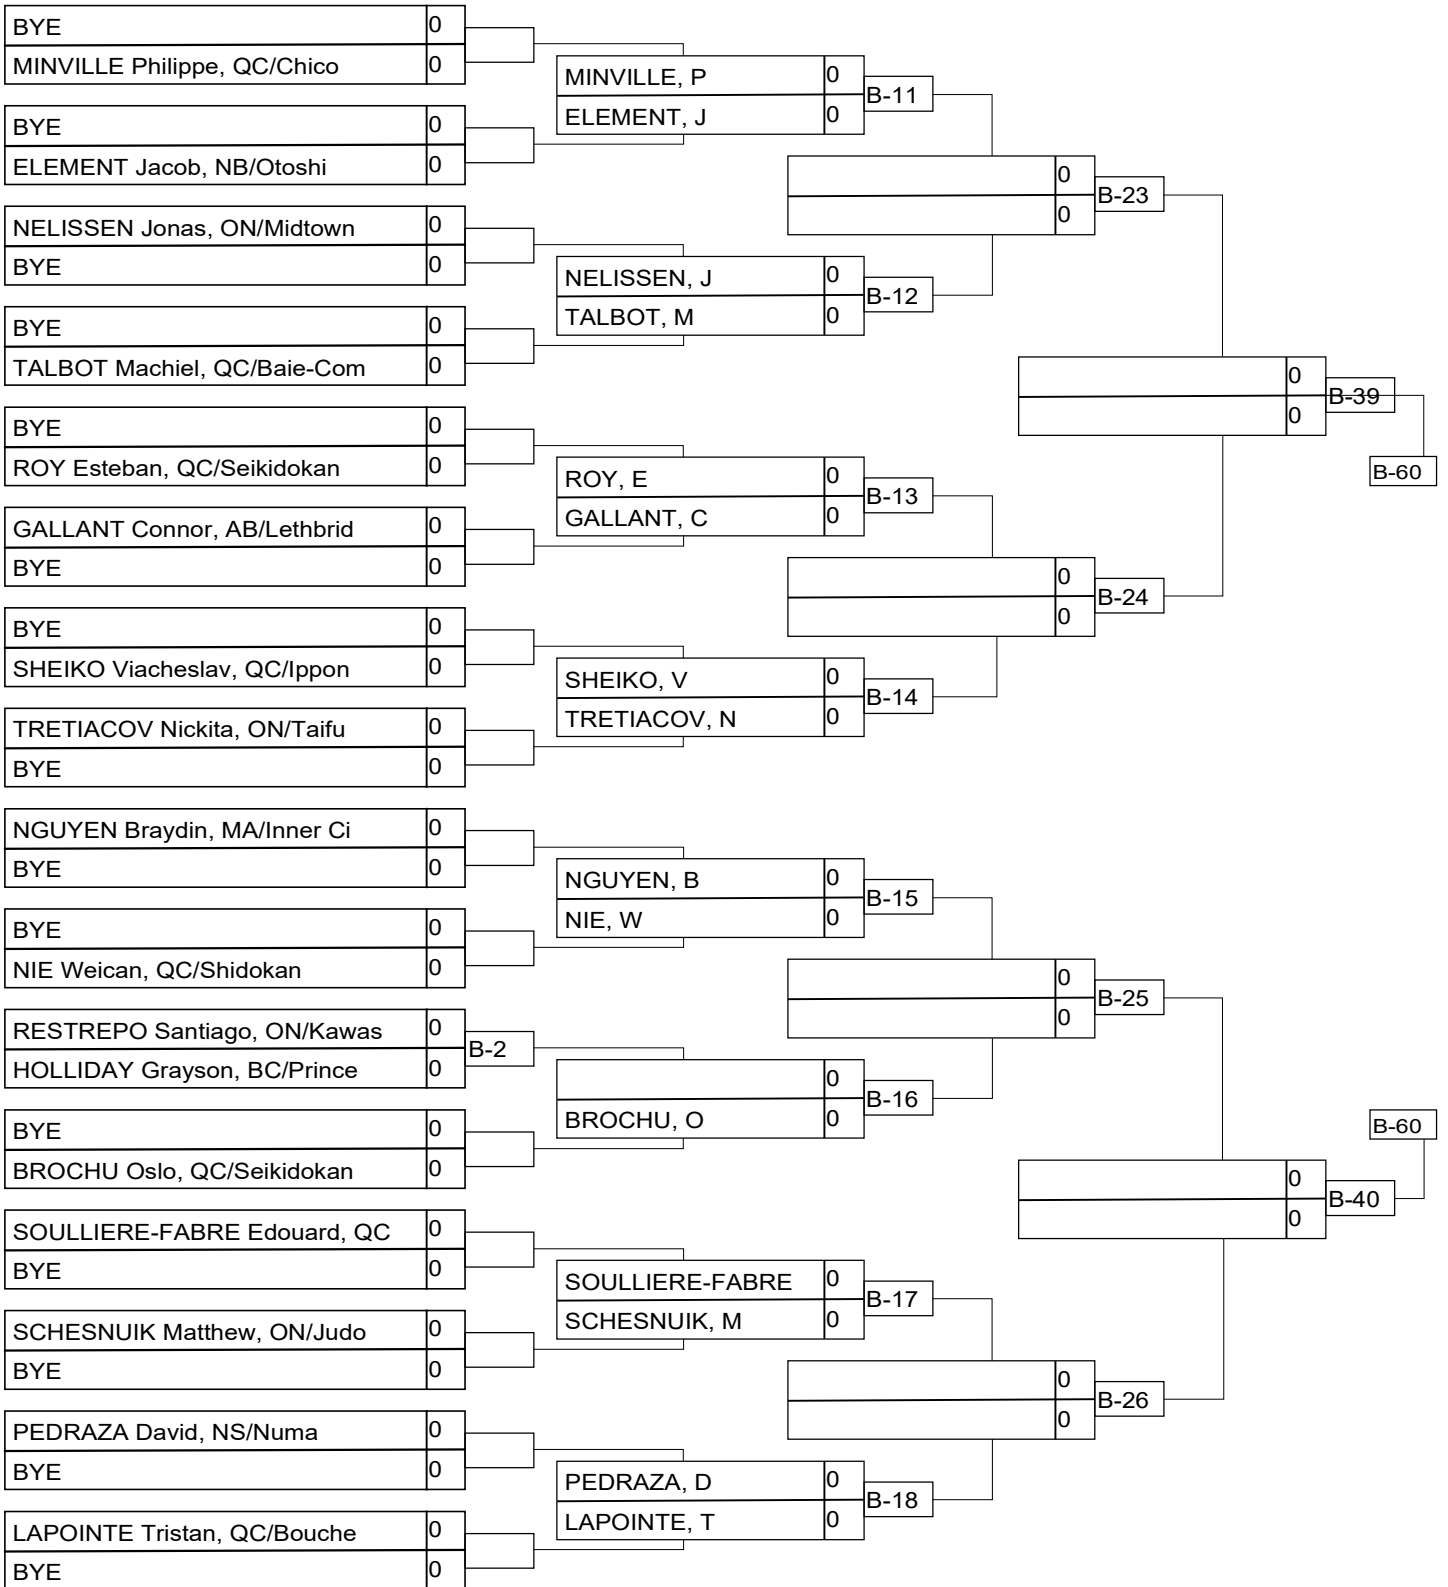 BYE 0
MINVILLE Philippe, QC/Chico 0
BYE 0
ELEMENT Jacob, NB/Otoshi 0
NELISSEN Jonas, ON/Midtown 0
BYE 0
BYE 0
TALBOT Machiel, QC/Baie-Com 0
BYE 0
ROY Esteban, QC/Seikidokan 0
GALLANT Connor, AB/Lethbrid 0
BYE 0
BYE 0
SHEIKO Viacheslav, QC/Ippon 0
TRETIACOV Nickita, ON/Taifu 0
BYE 0
NGUYEN Braydin, MA/Inner Ci 0
BYE 0
BYE 0
NIE Weican, QC/Shidokan 0
RESTREPO Santiago, ON/Kawas 0
HOLLIDAY Grayson, BC/Prince 0
B-2
BYE 0
BROCHU Oslo, QC/Seikidokan 0
SOULLIERE-FABRE Edouard, QC 0
BYE 0
SCHESNUIK Matthew, ON/Judo 0
BYE 0
PEDRAZA David, NS/Numa 0
BYE 0
LAPOINTE Tristan, QC/Bouche 0
BYE 0
MINVILLE, P 0
ELEMENT, J 0
B-11
NELISSEN, J 0
TALBOT, M 0
B-12
ROY, E 0
GALLANT, C 0
B-13
SHEIKO, V 0
TRETIACOV, N 0
B-14
NGUYEN, B 0
NIE, W 0
B-15
0
BROCHU, O 0
B-16
SOULLIERE-FABRE 0
SCHESNUIK, M 0
B-17
PEDRAZA, D 0
LAPOINTE, T 0
B-18
0
0
B-23
0
0
B-24
0
0
B-25
0
0
B-26
0
0
B-39
B-60
B-60
0
0
B-40